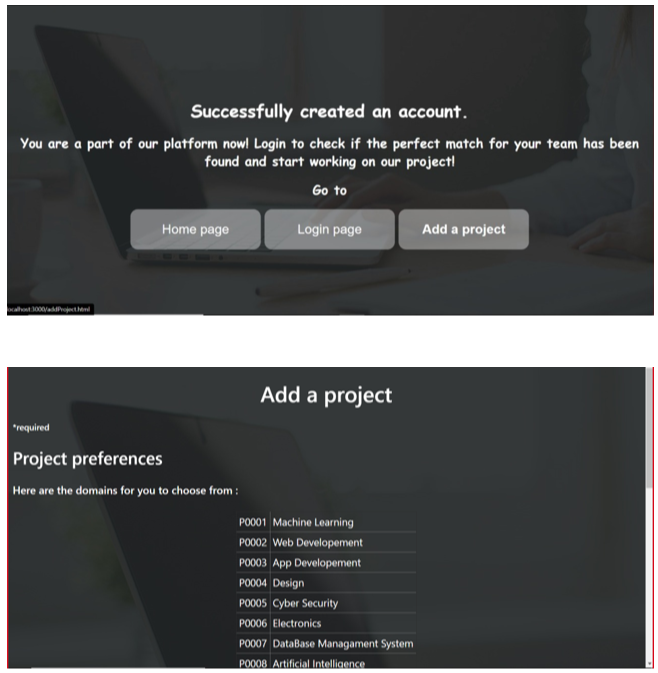 Successfully created an account.
You are a part of our platform now! Login to check if the perfect match for your team has been
found and start working on our project!
Go to
Home page Login page Add a project
localhost:3000/addProject.html
Add a project
*required
Project preferences
Here are the domains for you to choose from :
P0001 Machine Learning
P0002 Web Developement
P0003 App Developement
P0004 Design
P0005 Cyber Security
P0006 Electronics
P0007 DataBase Managament System
P0008 Artificial Intelligence